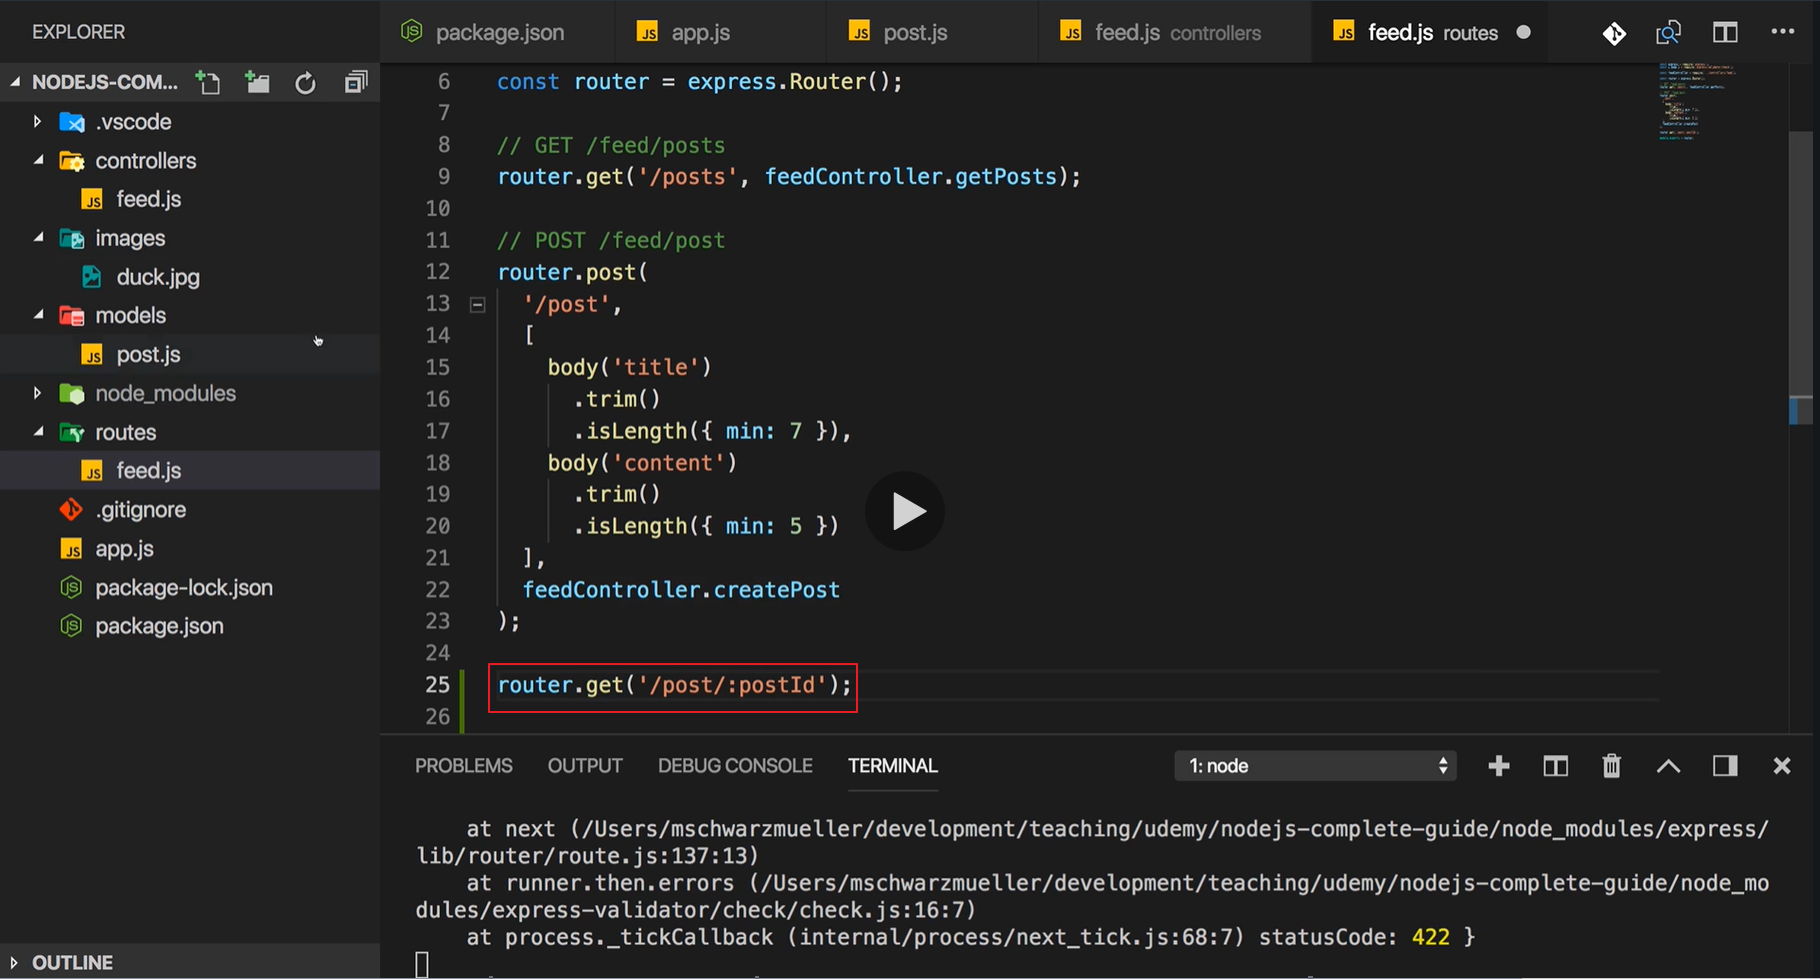 EXPLORER
NODEJS-COM...
.vscode
controllers
feed.js
images
duck.jpg
models
post.js
node_modules
routes
feed.js
.gitignore
app.js
package-lock.json
package.json
OUTLINE
package.json
app.js
post.js
feed.js controllers
feed.js routes
6 const router = express.Router();
7
8 // GET /feed/posts
9 router.get('/posts', feedController.getPosts);
10
11 // POST /feed/post
12 router.post(
13 '/post',
14 [
15 body('title')
16 .trim()
17 .isLength({ min: 7 }),
18 body('content')
19 .trim()
20 .isLength({ min: 5 })
21 ],
22 feedController.createPost
23 );
24
25 router.get('/post/:postId');
26
PROBLEMS OUTPUT DEBUG CONSOLE TERMINAL 1: node
at next (/Users/mschwarzmueller/development/teaching/udemy/nodejs-complete-guide/node_modules/express/
lib/router/route.js:137:13)
at runner.then.errors (/Users/mschwarzmueller/development/teaching/udemy/nodejs-complete-guide/node_mo
dules/express-validator/check/check.js:16:7)
at process._tickCallback (internal/process/next_tick.js:68:7) statusCode: 422 }